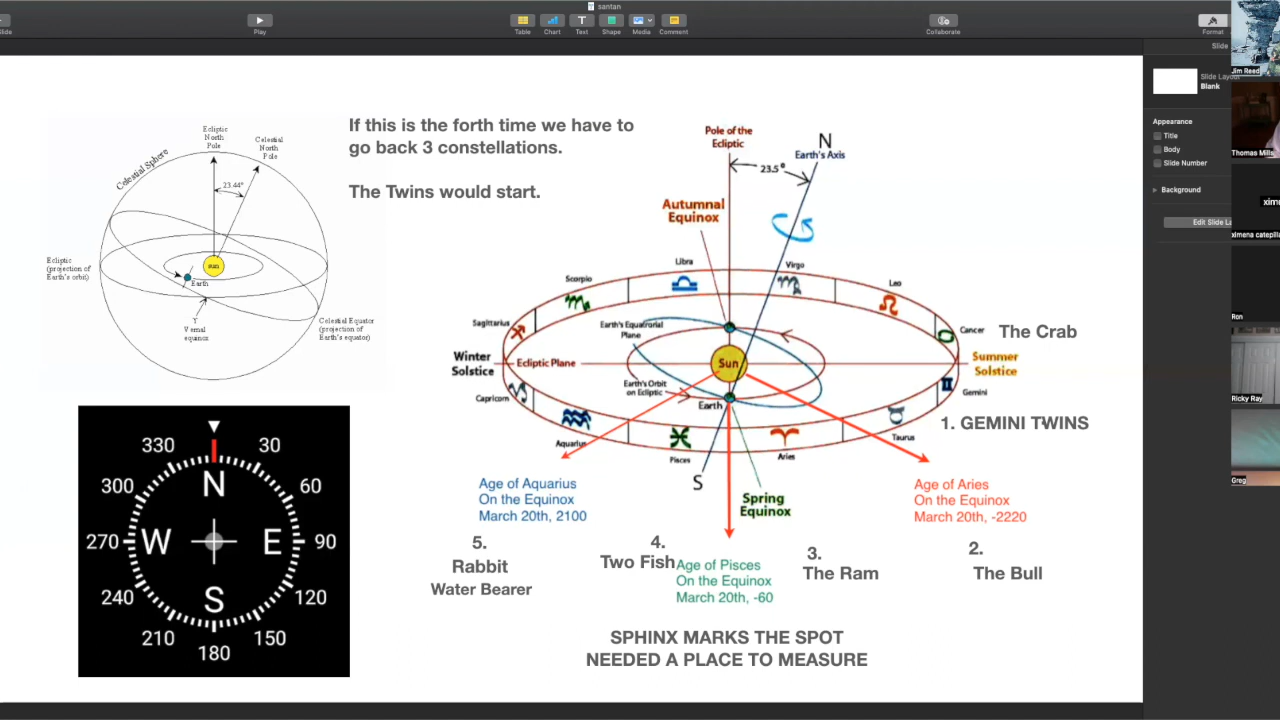 santan
Slide
Play
Table
Chart
Text
Shape
Media
Comment
Collaborate
Format
Slide
Slide Layout
Blank
Appearance
Title
Body
Slide Number
Background
Edit Slide La
Jim Reed
Thomas Mills
xim
ximena catepilla
Ron
Ricky Ray
Greg
If this is the forth time we have to
go back 3 constellations.
The Twins would start.
Ecliptic
North
Pole
Celestial
North
Pole
Celestial Sphere
23.44°
sun
Earth
Ecliptic
(projection of
Earth's orbit)
Vernal
equinox
Celestial Equator
(projection of
Earth's equator)
330
30
300
60
270
90
240
120
210
150
180
N
W
E
S
Pole of the
Ecliptic
N
Earth's Axis
23.5°
Autumnal
Equinox
Libra
Virgo
Scorpio
Leo
Sagittarius
Cancer
The Crab
Earth's Equatorial
Plane
Winter
Solstice
Ecliptic Plane
Sun
Summer
Solstice
Earth's Orbit
on Ecliptic
Capricorn
Gemini
Earth
1. GEMINI TWINS
Aquarius
Taurus
Pisces
Aries
S
Spring
Equinox
Age of Aquarius
On the Equinox
March 20th, 2100
Age of Aries
On the Equinox
March 20th, -2220
5.
Rabbit
Water Bearer
4.
Two Fish
Age of Pisces
On the Equinox
March 20th, -60
3.
The Ram
2.
The Bull
SPHINX MARKS THE SPOT
NEEDED A PLACE TO MEASURE